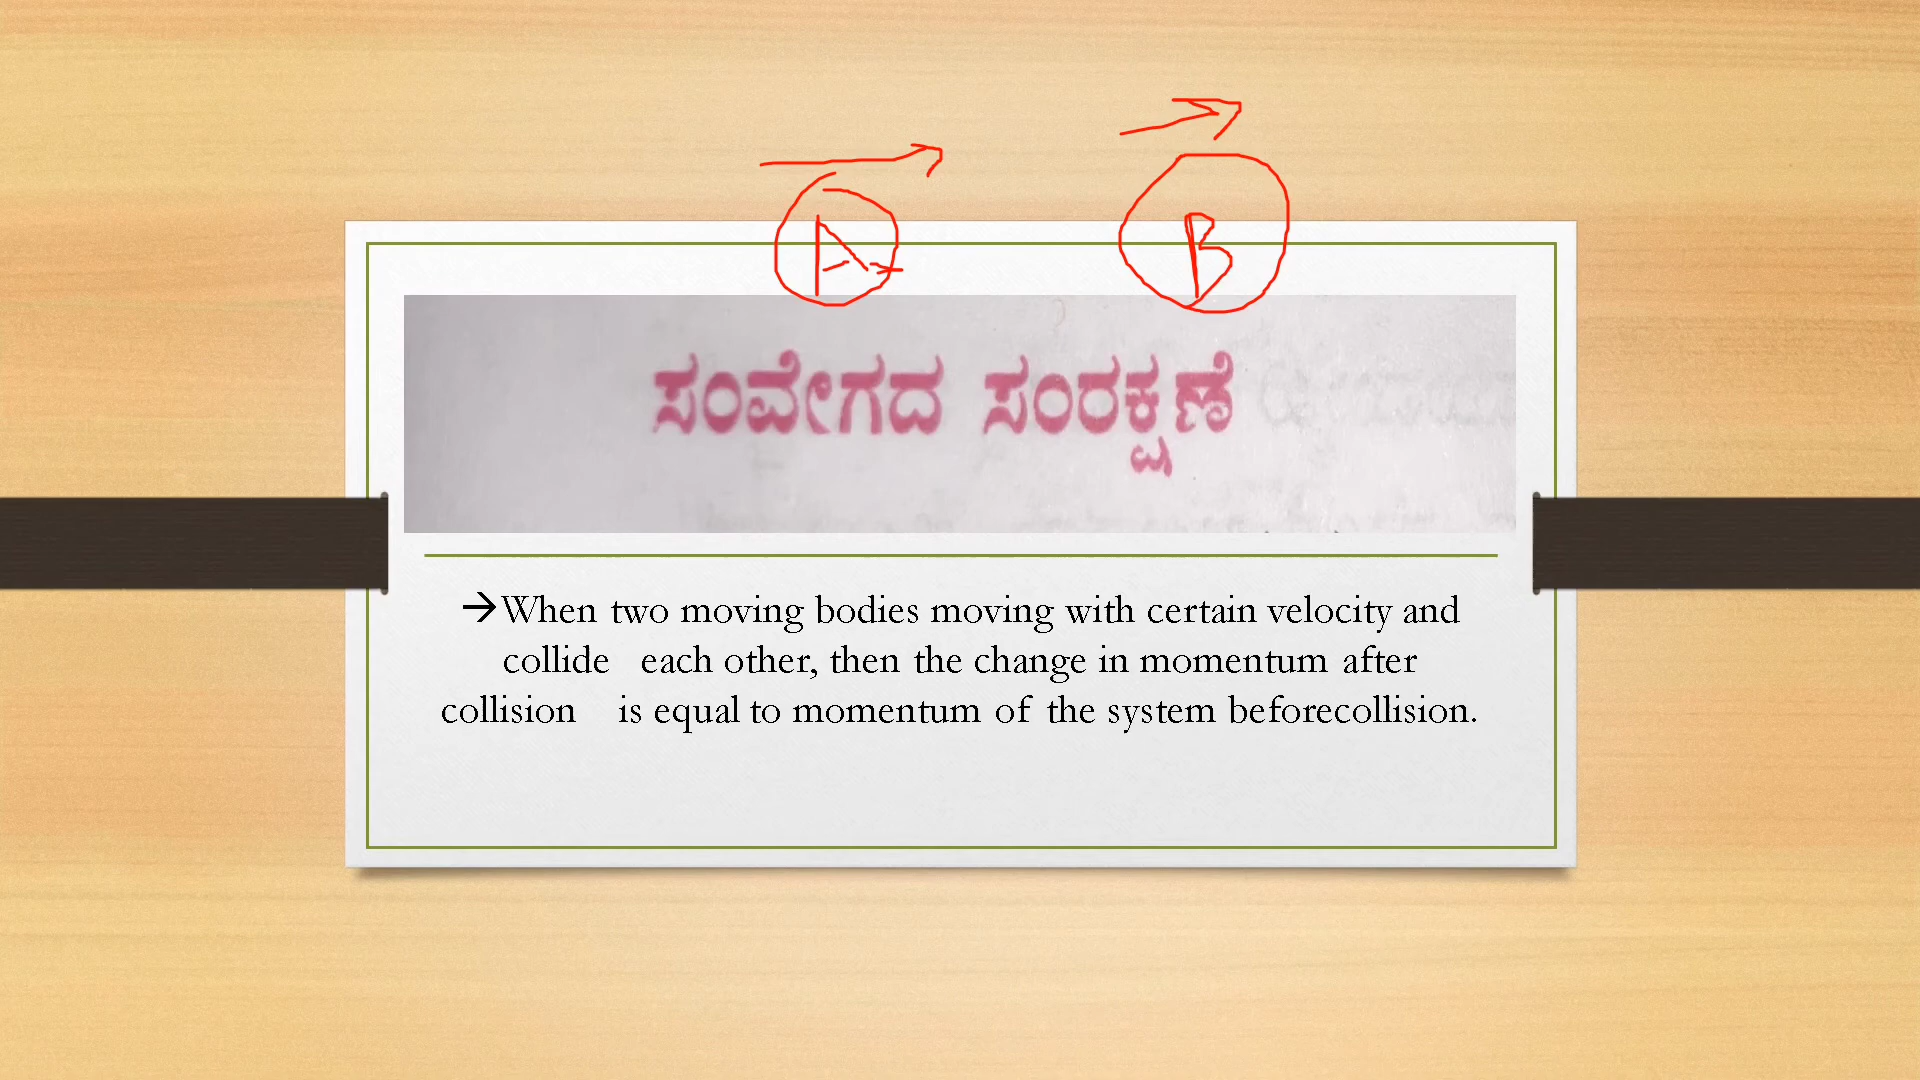 A
B
ಸಂವೇಗದ ಸಂರಕ್ಷಣೆ
→When two moving bodies moving with certain velocity and
collide each other, then the change in momentum after
collision is equal to momentum of the system beforecollision.